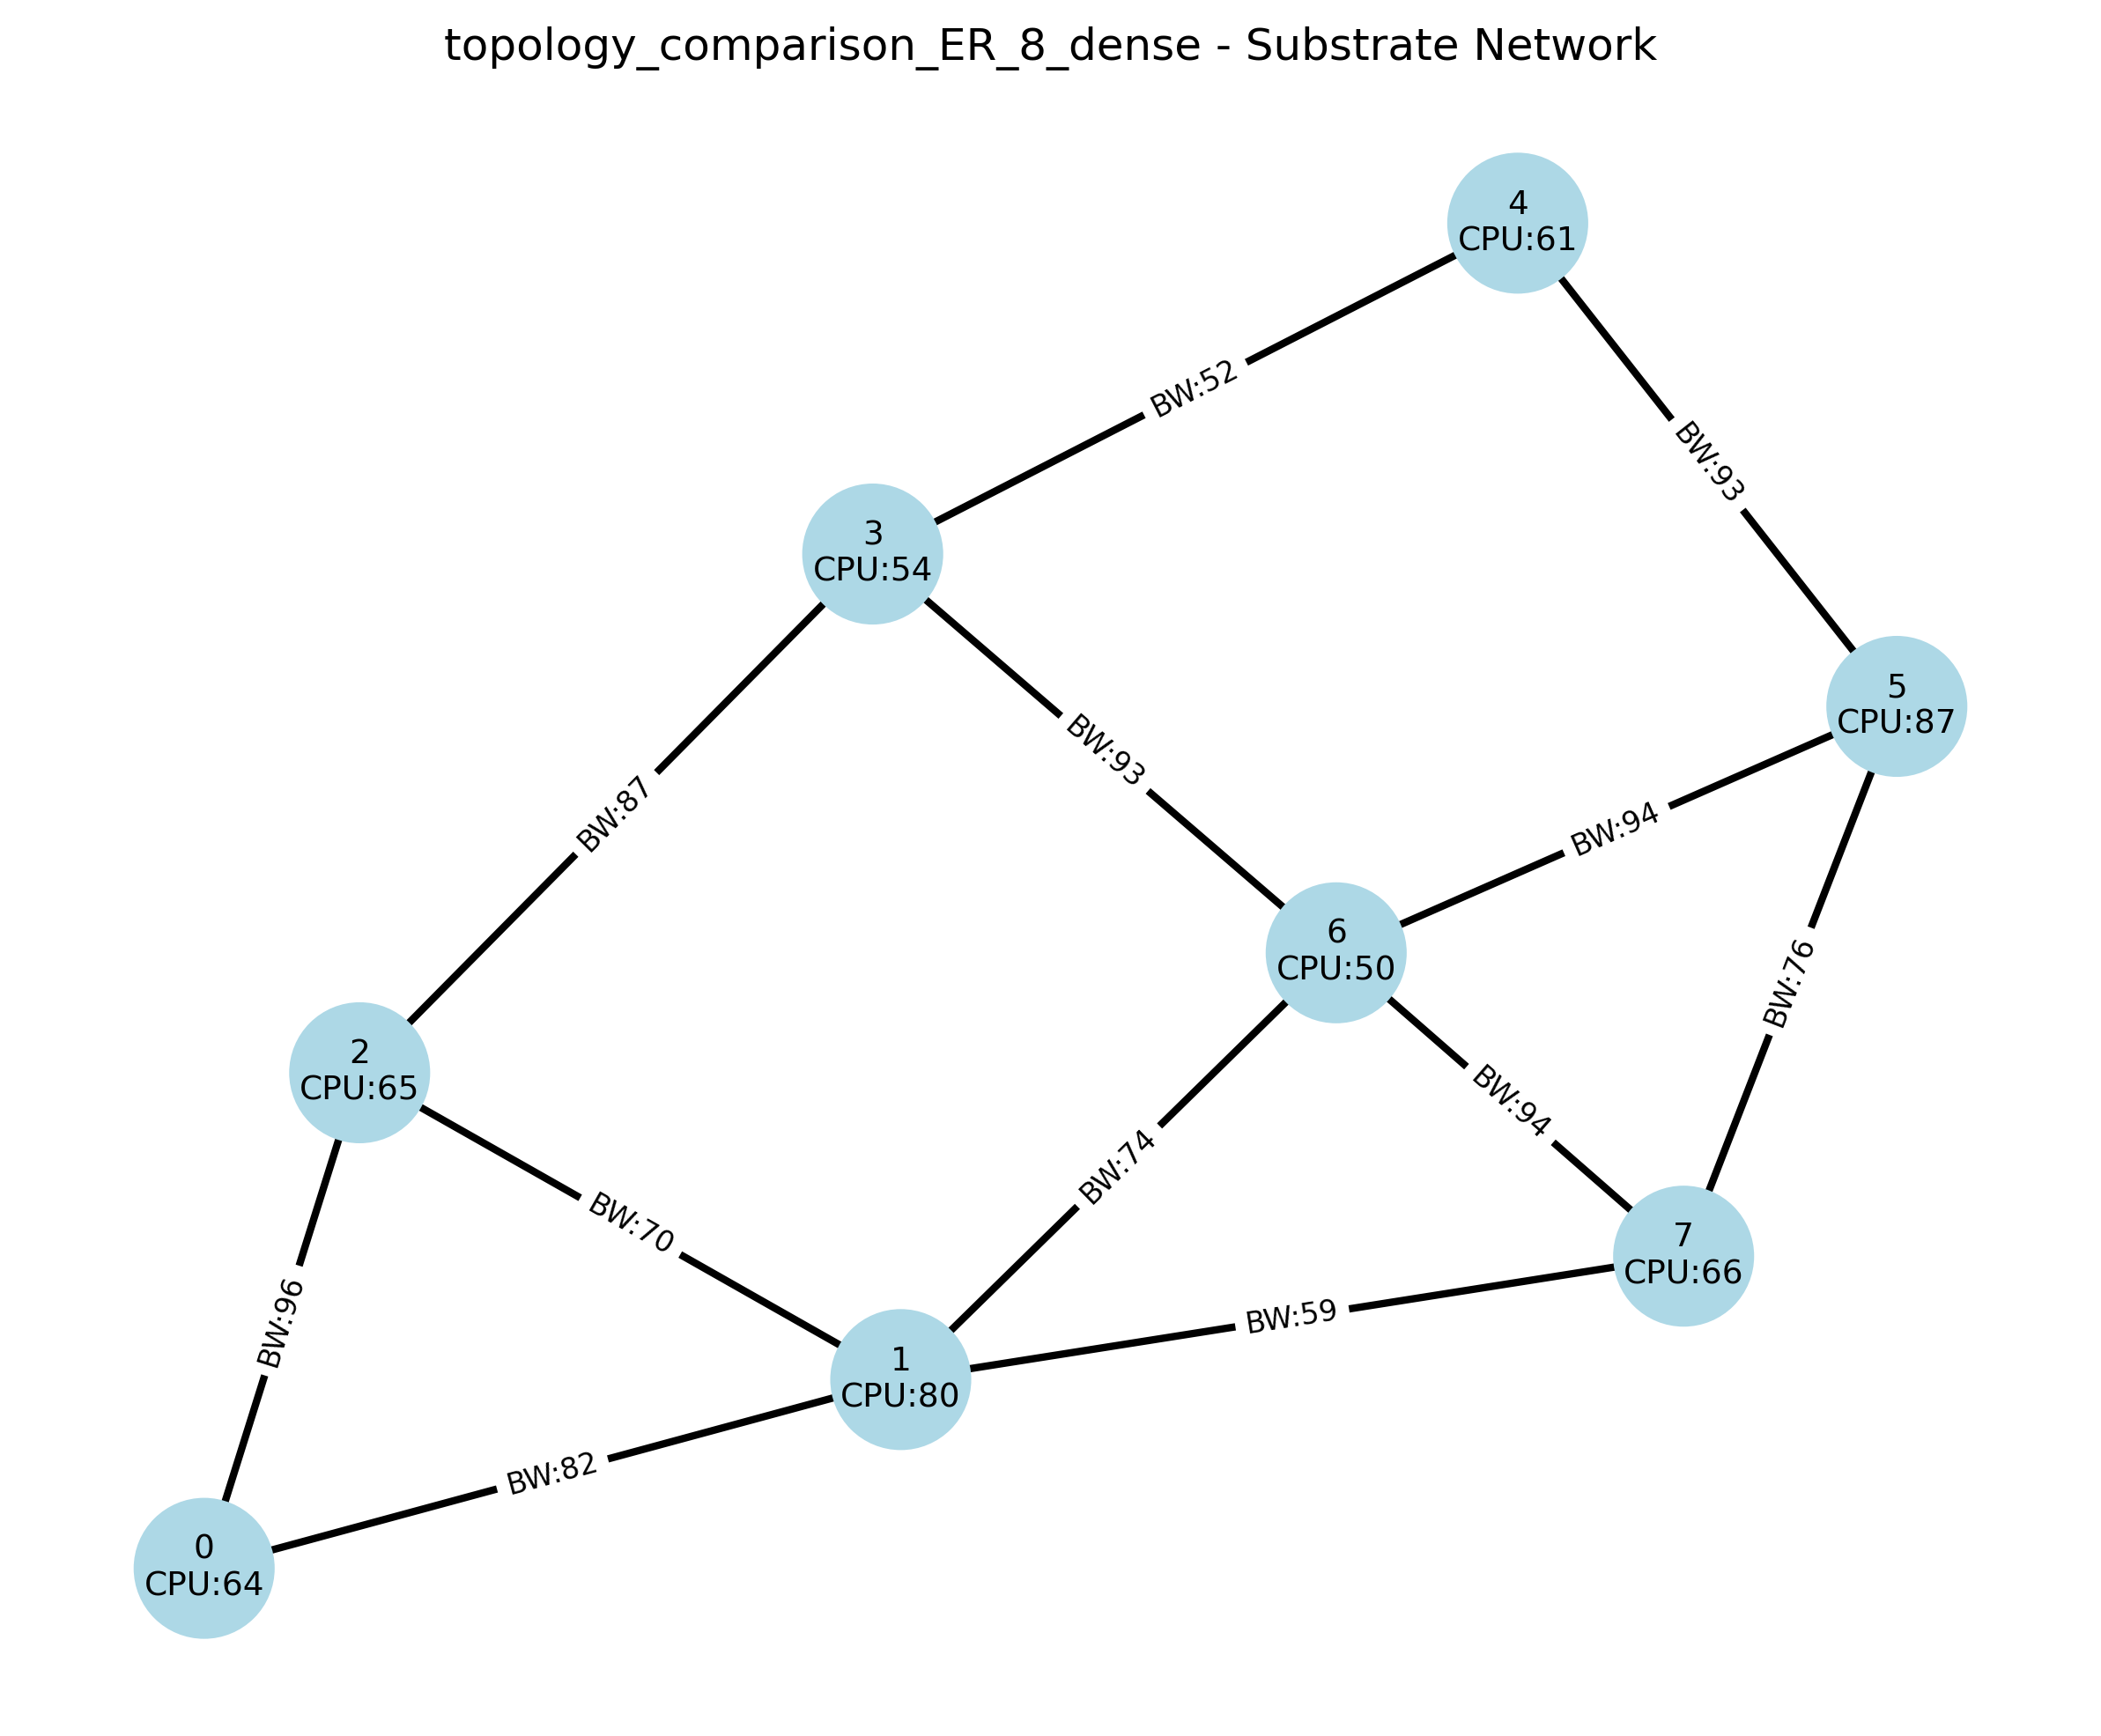 topology_comparison_ER_8_dense - Substrate Network
4
CPU:61
BW:52
BW:93
3
CPU:54
5
CPU:87
BW:93
BW:87
BW:94
6
CPU:50
BW:76
2
CPU:65
BW:94
BW:74
BW:70
7
CPU:66
BW:96
BW:59
1
CPU:80
BW:82
0
CPU:64